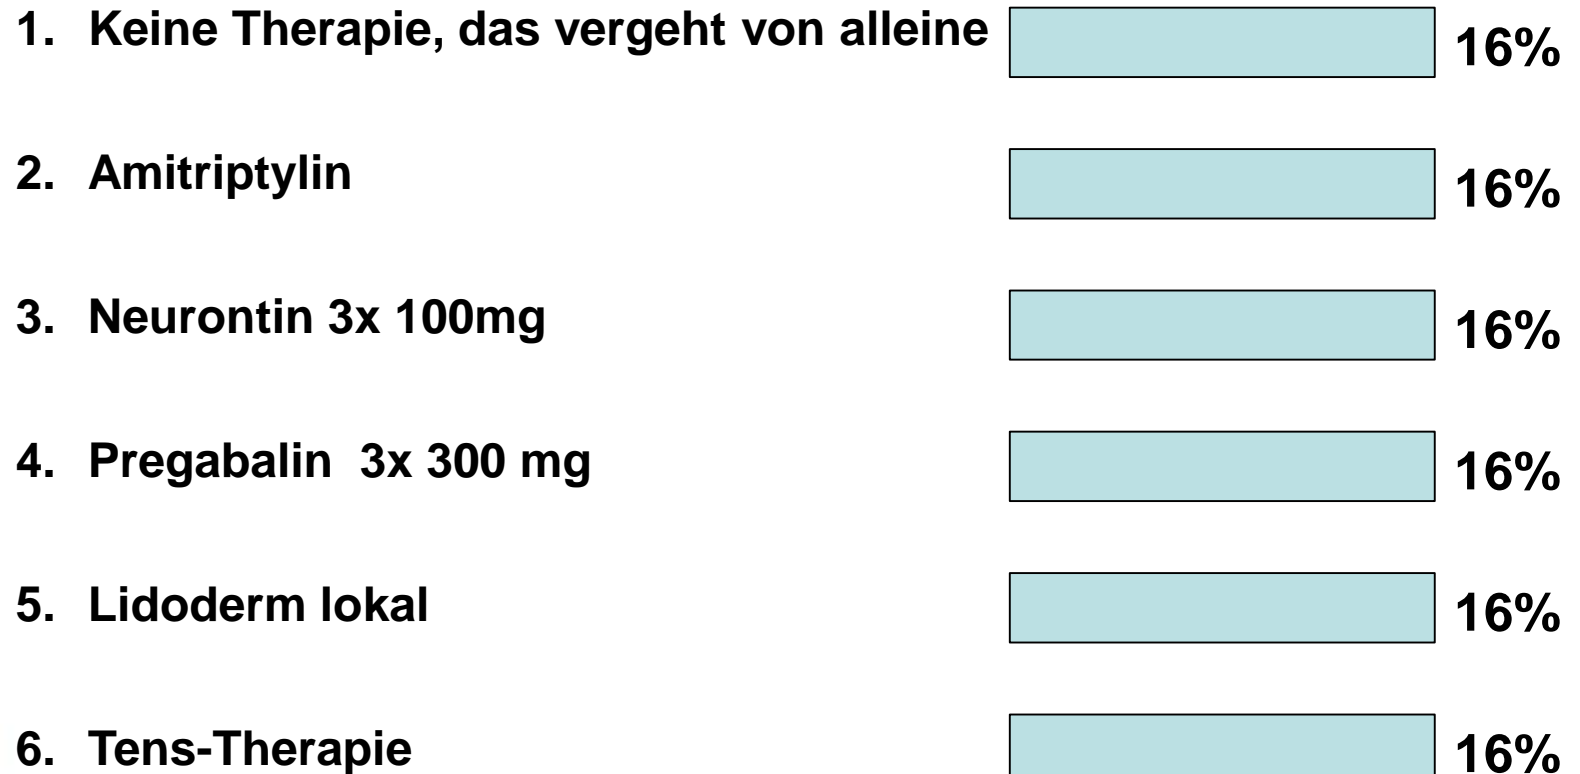 1. Keine Therapie, das vergeht von alleine 16%
2. Amitriptylin 16%
3. Neurontin 3x 100mg 16%
4. Pregabalin 3x 300 mg 16%
5. Lidoderm lokal 16%
6. Tens-Therapie 16%